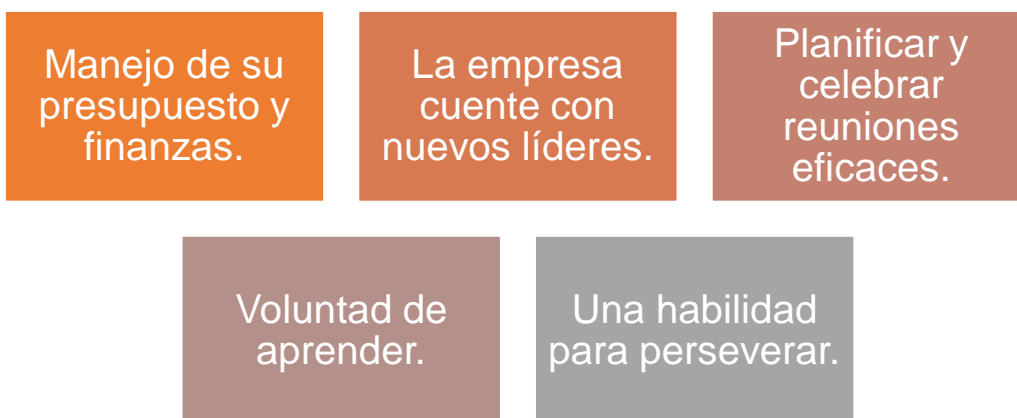 Manejo de su
presupuesto y
finanzas.
La empresa
cuente con
nuevos líderes.
Planificar y
celebrar
reuniones
eficaces.
Voluntad de
aprender.
Una habilidad
para perseverar.